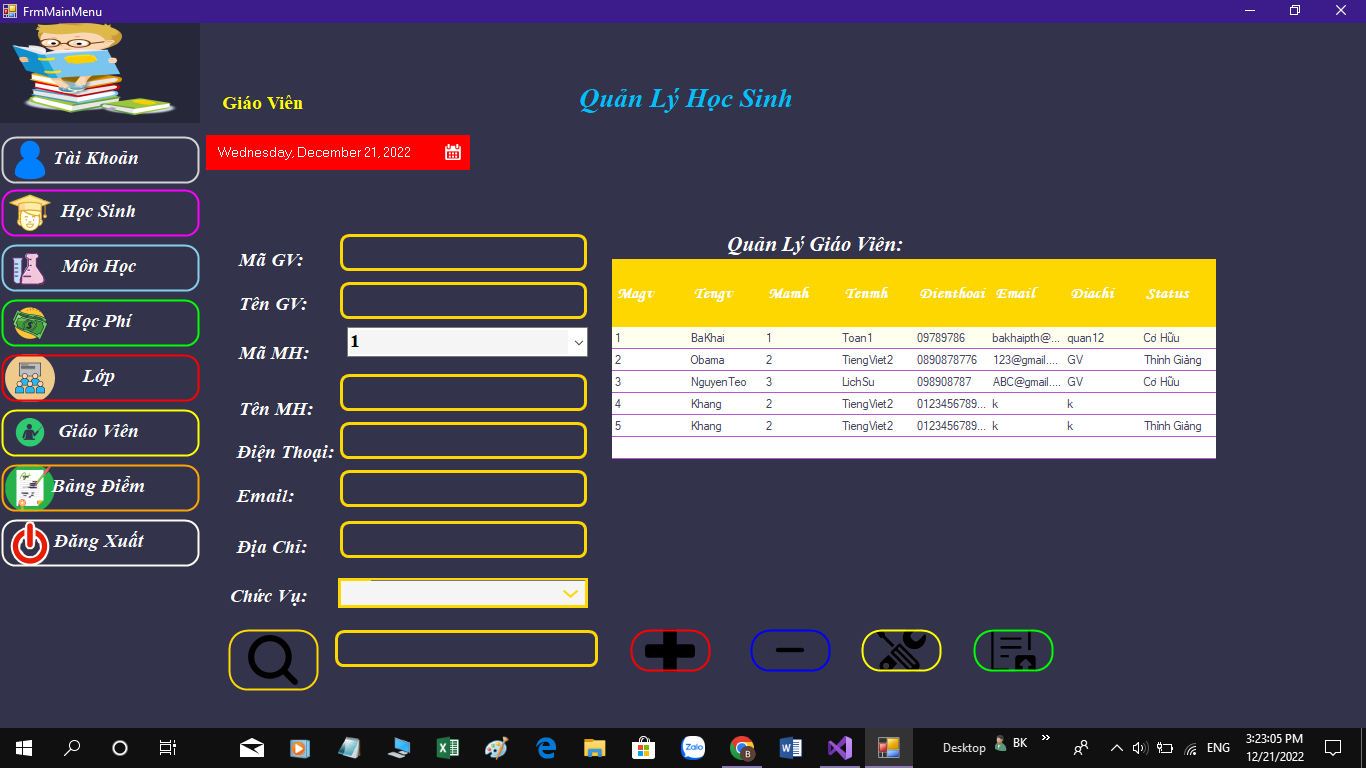 FrmMainMenu
Giáo Viên
Quản Lý Học Sinh
Wednesday, December 21, 2022
Tài Khoản
Học Sinh
Môn Học
Học Phí
Lớp
Giáo Viên
Bảng Điểm
Đăng Xuất
Mã GV:
Tên GV:
Mã MH:
1
Tên MH:
Điện Thoại:
Email:
Địa Chỉ:
Chức Vụ:
Quản Lý Giáo Viên:
Magv Tengv Mamh Tenmh Dienthoai Email Diachi Status
1 BaKhai 1 Toan1 09789786 bakhaipth@... quan12 Cơ Hữu
2 Obama 2 TiengViet2 0890878776 123@gmail.... GV Thỉnh Giảng
3 NguyenTeo 3 LichSu 098908787 ABC@gmail.... GV Cơ Hữu
4 Khang 2 TiengViet2 0123456789... k k
5 Khang 2 TiengViet2 0123456789... k k Thỉnh Giảng
Zalo
B
Desktop
BK
ENG
3:23:05 PM
12/21/2022